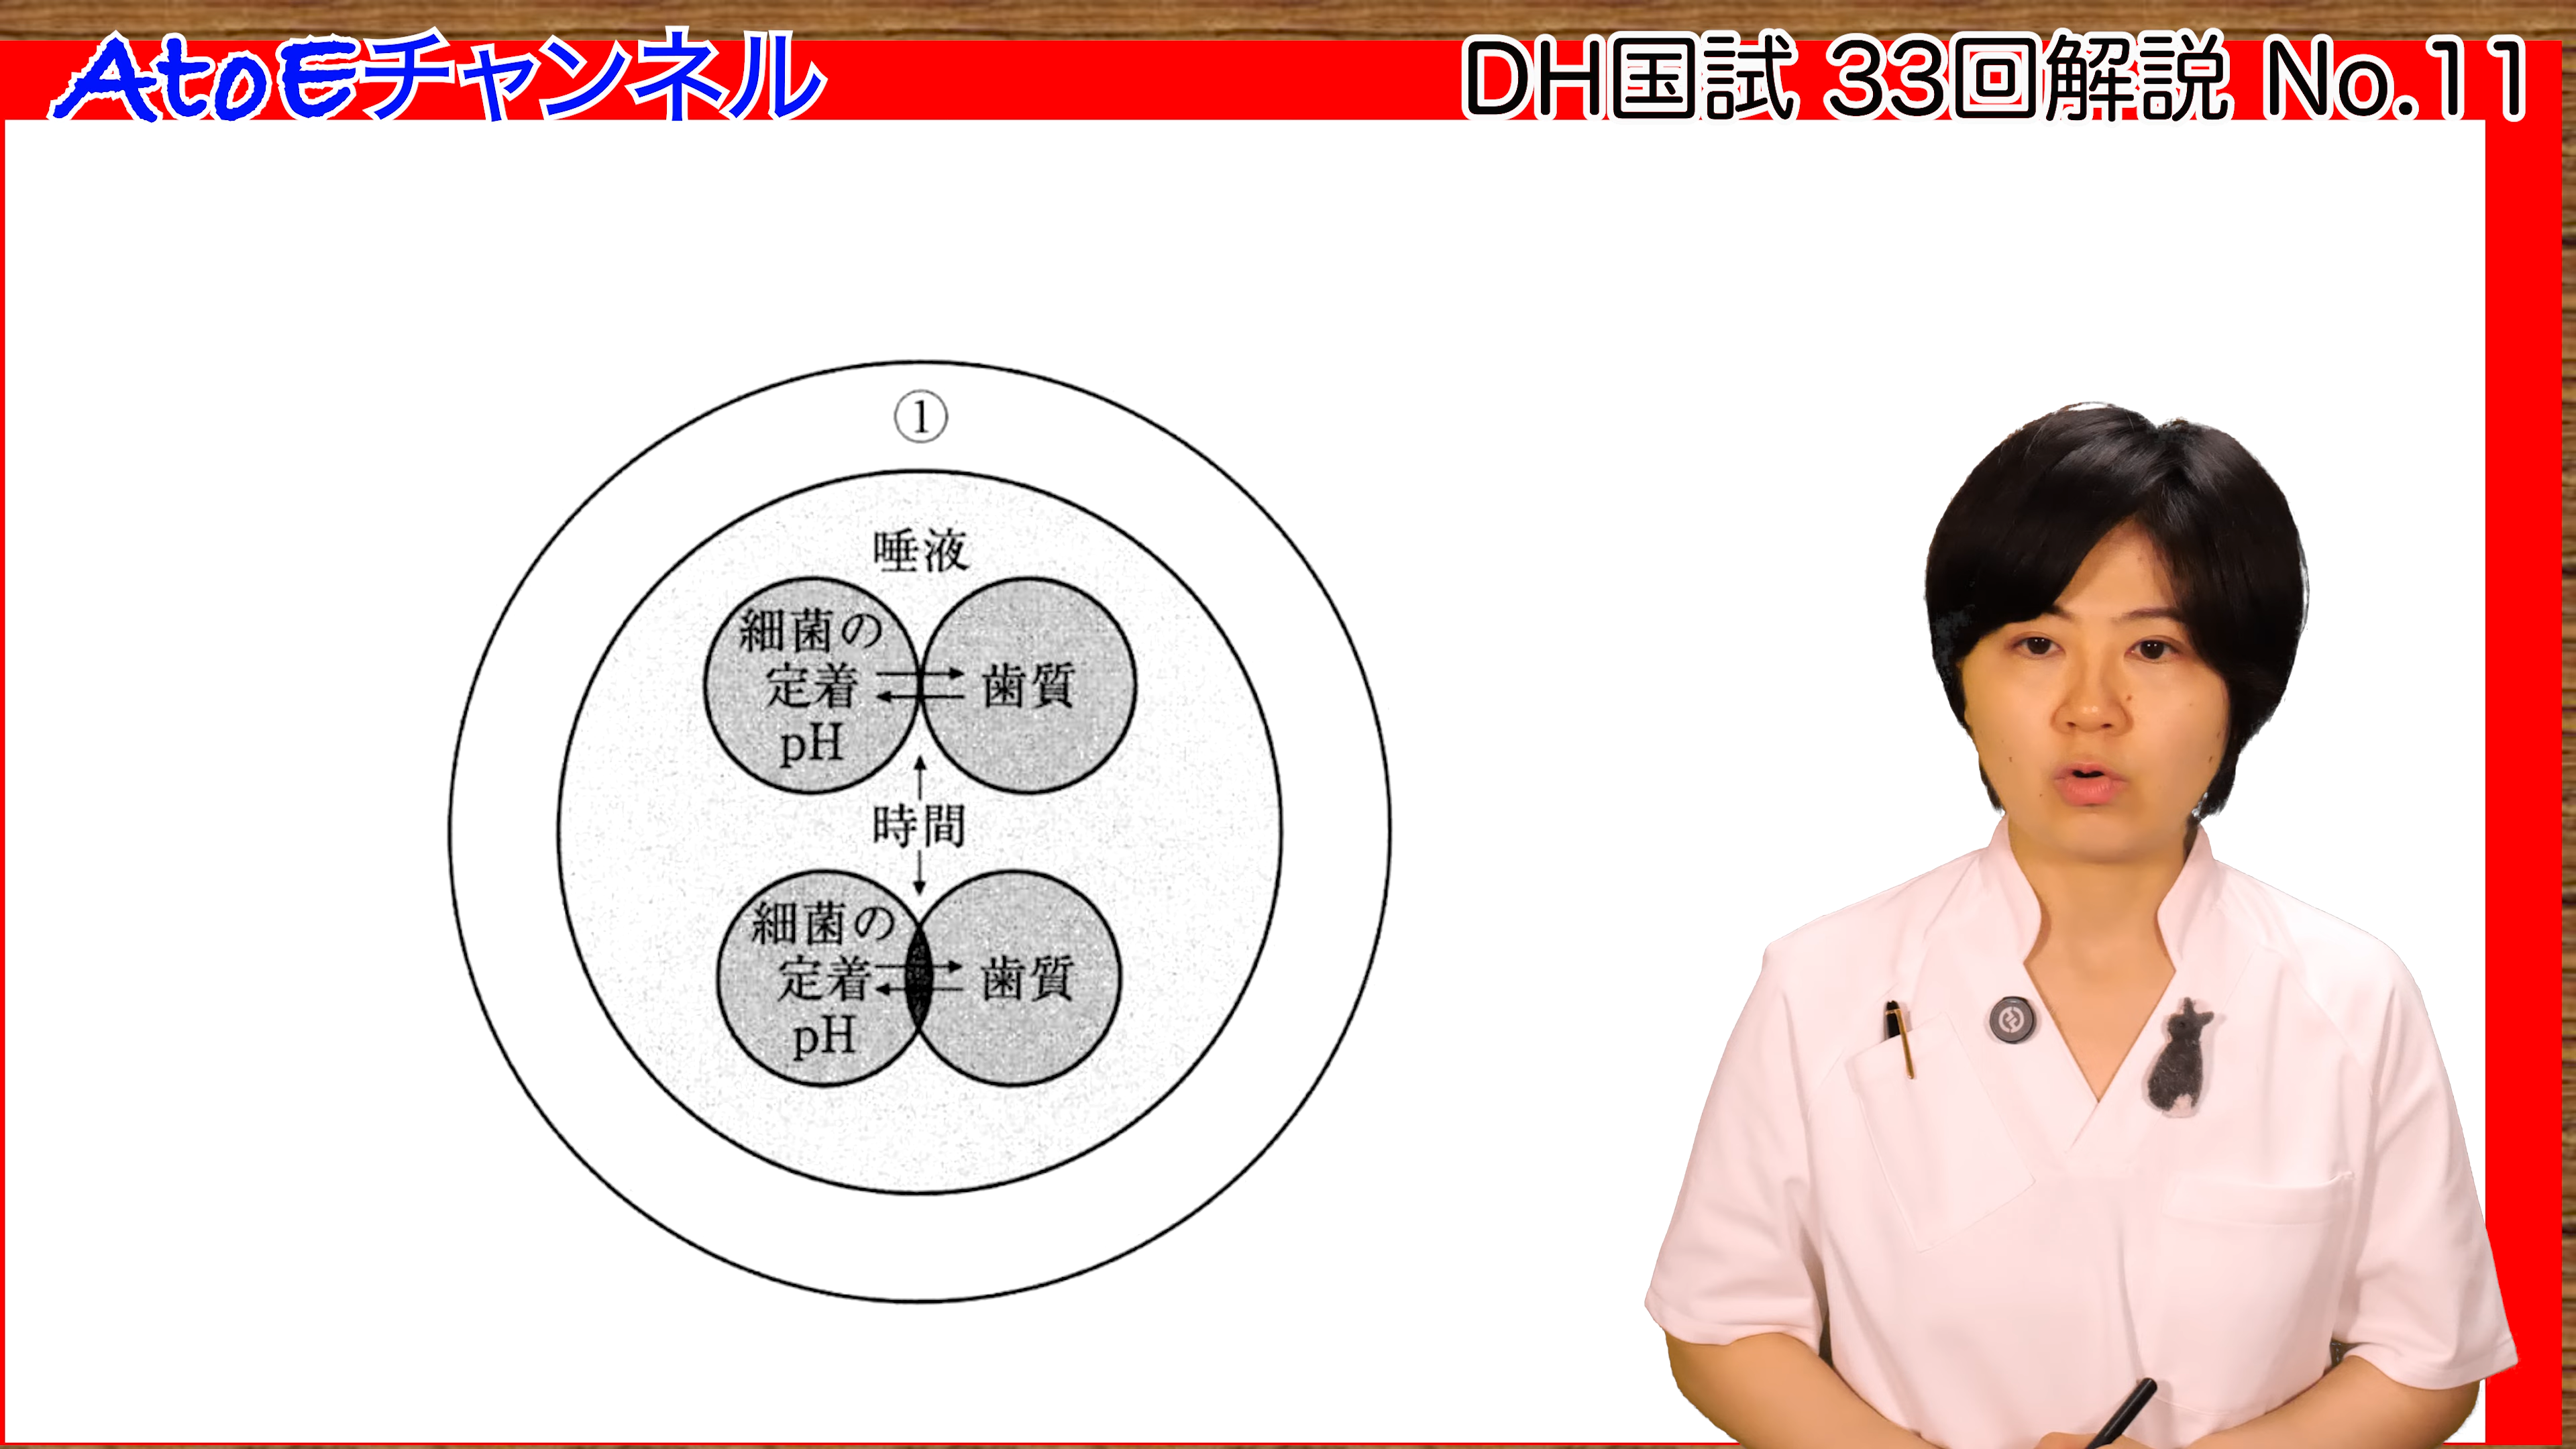 AtoEチャンネル
DH国試 33回解説 No.11
①
唾液
細菌の
定着
pH
歯質
時間
細菌の
定着
pH
歯質